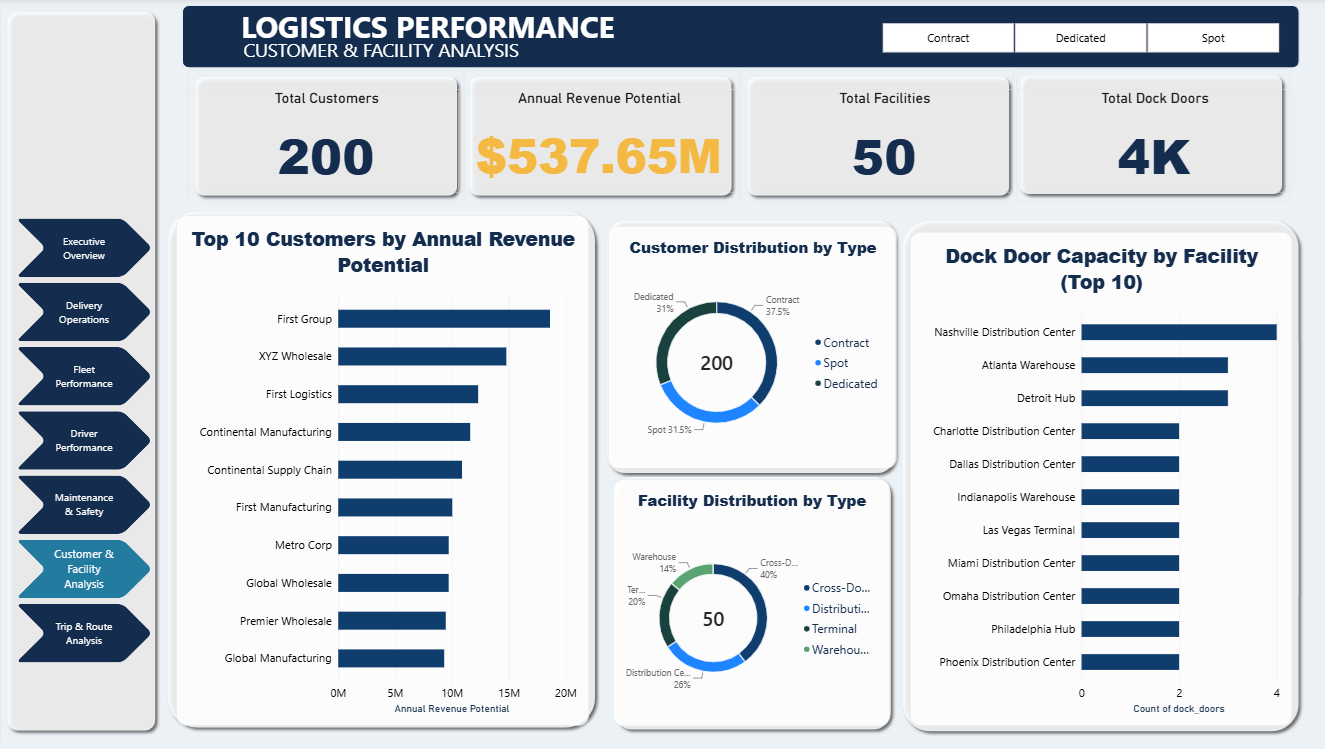 LOGISTICS PERFORMANCE
CUSTOMER & FACILITY ANALYSIS
Contract
Dedicated
Spot
Total Customers
200
Annual Revenue Potential
$537.65M
Total Facilities
50
Total Dock Doors
4K
Executive
Overview
Delivery
Operations
Fleet
Performance
Driver
Performance
Maintenance
& Safety
Customer &
Facility
Analysis
Trip & Route
Analysis
Top 10 Customers by Annual Revenue
Potential
First Group
XYZ Wholesale
First Logistics
Continental Manufacturing
Continental Supply Chain
First Manufacturing
Metro Corp
Global Wholesale
Premier Wholesale
Global Manufacturing
0M
5M
10M
15M
20M
Annual Revenue Potential
Customer Distribution by Type
Dedicated
31%
Contract
37.5%
200
Spot 31.5%
Contract
Spot
Dedicated
Facility Distribution by Type
Warehouse
14%
Cross-D...
40%
Ter...
20%
50
Distribution Ce...
26%
Cross-Do...
Distributi...
Terminal
Warehou...
Dock Door Capacity by Facility
(Top 10)
Nashville Distribution Center
Atlanta Warehouse
Detroit Hub
Charlotte Distribution Center
Dallas Distribution Center
Indianapolis Warehouse
Las Vegas Terminal
Miami Distribution Center
Omaha Distribution Center
Philadelphia Hub
Phoenix Distribution Center
0
2
4
Count of dock_doors